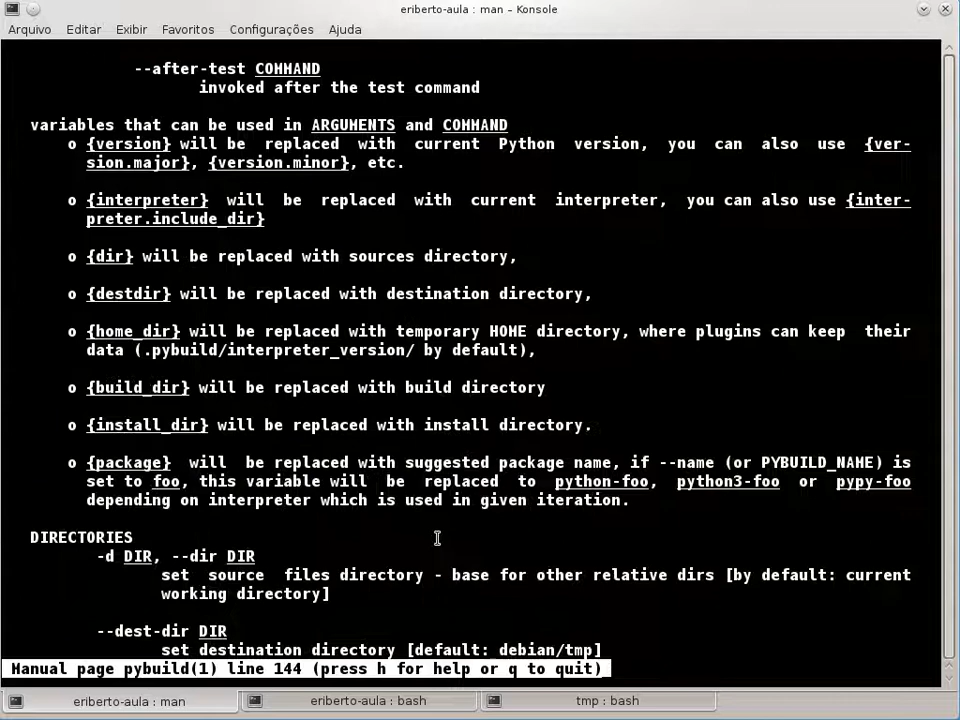 eriberto-aula : man – Konsole
Arquivo Editar Exibir Favoritos Configurações Ajuda
--after-test COMMAND
invoked after the test command
variables that can be used in ARGUMENTS and COMMAND
o {version} will be replaced with current Python version, you can also use {ver-
sion.major}, {version.minor}, etc.
o {interpreter} will be replaced with current interpreter, you can also use {inter-
preter.include_dir}
o {dir} will be replaced with sources directory,
o {destdir} will be replaced with destination directory,
o {home_dir} will be replaced with temporary HOME directory, where plugins can keep their
data (.pybuild/interpreter_version/ by default),
o {build_dir} will be replaced with build directory
o {install_dir} will be replaced with install directory.
o {package} will be replaced with suggested package name, if --name (or PYBUILD_NAME) is
set to foo, this variable will be replaced to python-foo, python3-foo or pypy-foo
depending on interpreter which is used in given iteration.
DIRECTORIES
-d DIR, --dir DIR
set source files directory - base for other relative dirs [by default: current
working directory]
--dest-dir DIR
set destination directory [default: debian/tmp]
Manual page pybuild(1) line 144 (press h for help or q to quit)
eriberto-aula : man eriberto-aula : bash tmp : bash